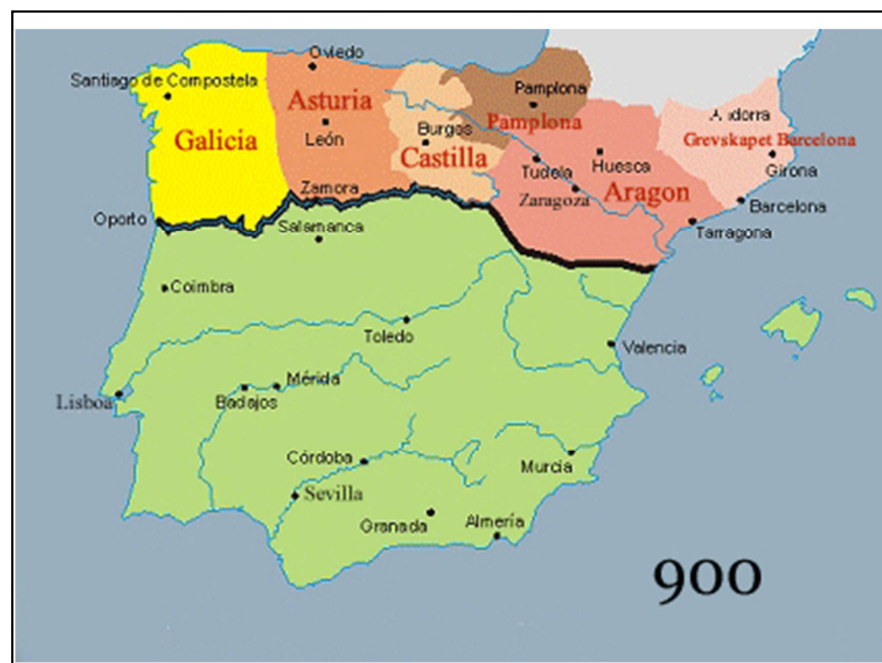 Oviedo
Santiago de Compostela
Pamplona
Asturia
Andorra
Pamplona
Galicia
León
Burgos
Grevskapet Barcelona
Castilla
Tudela
Huesca
Girona
Zamora
Zaragoza
Aragon
Barcelona
Oporto
Salamanca
Tarragona
Coimbra
Toledo
Valencia
Mérida
Lisboa
Badajos
Córdoba
Murcia
Sevilla
Granada
Almería
900